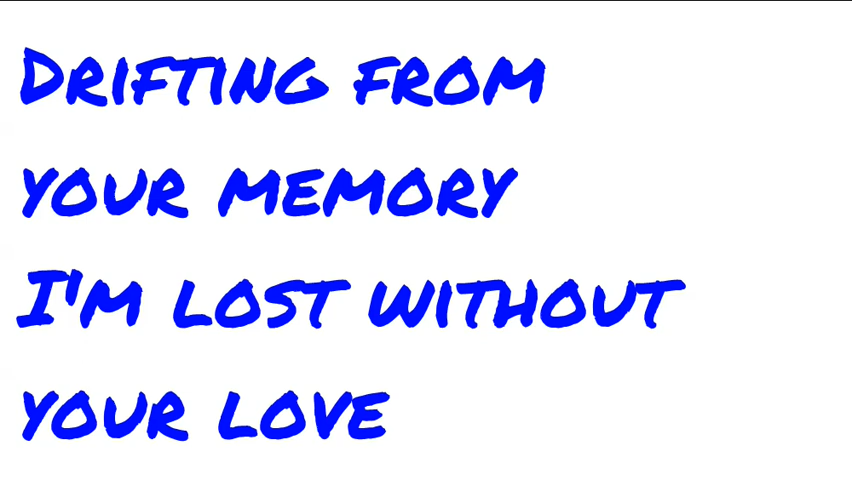 Drifting from
your memory
I'm lost without
your love